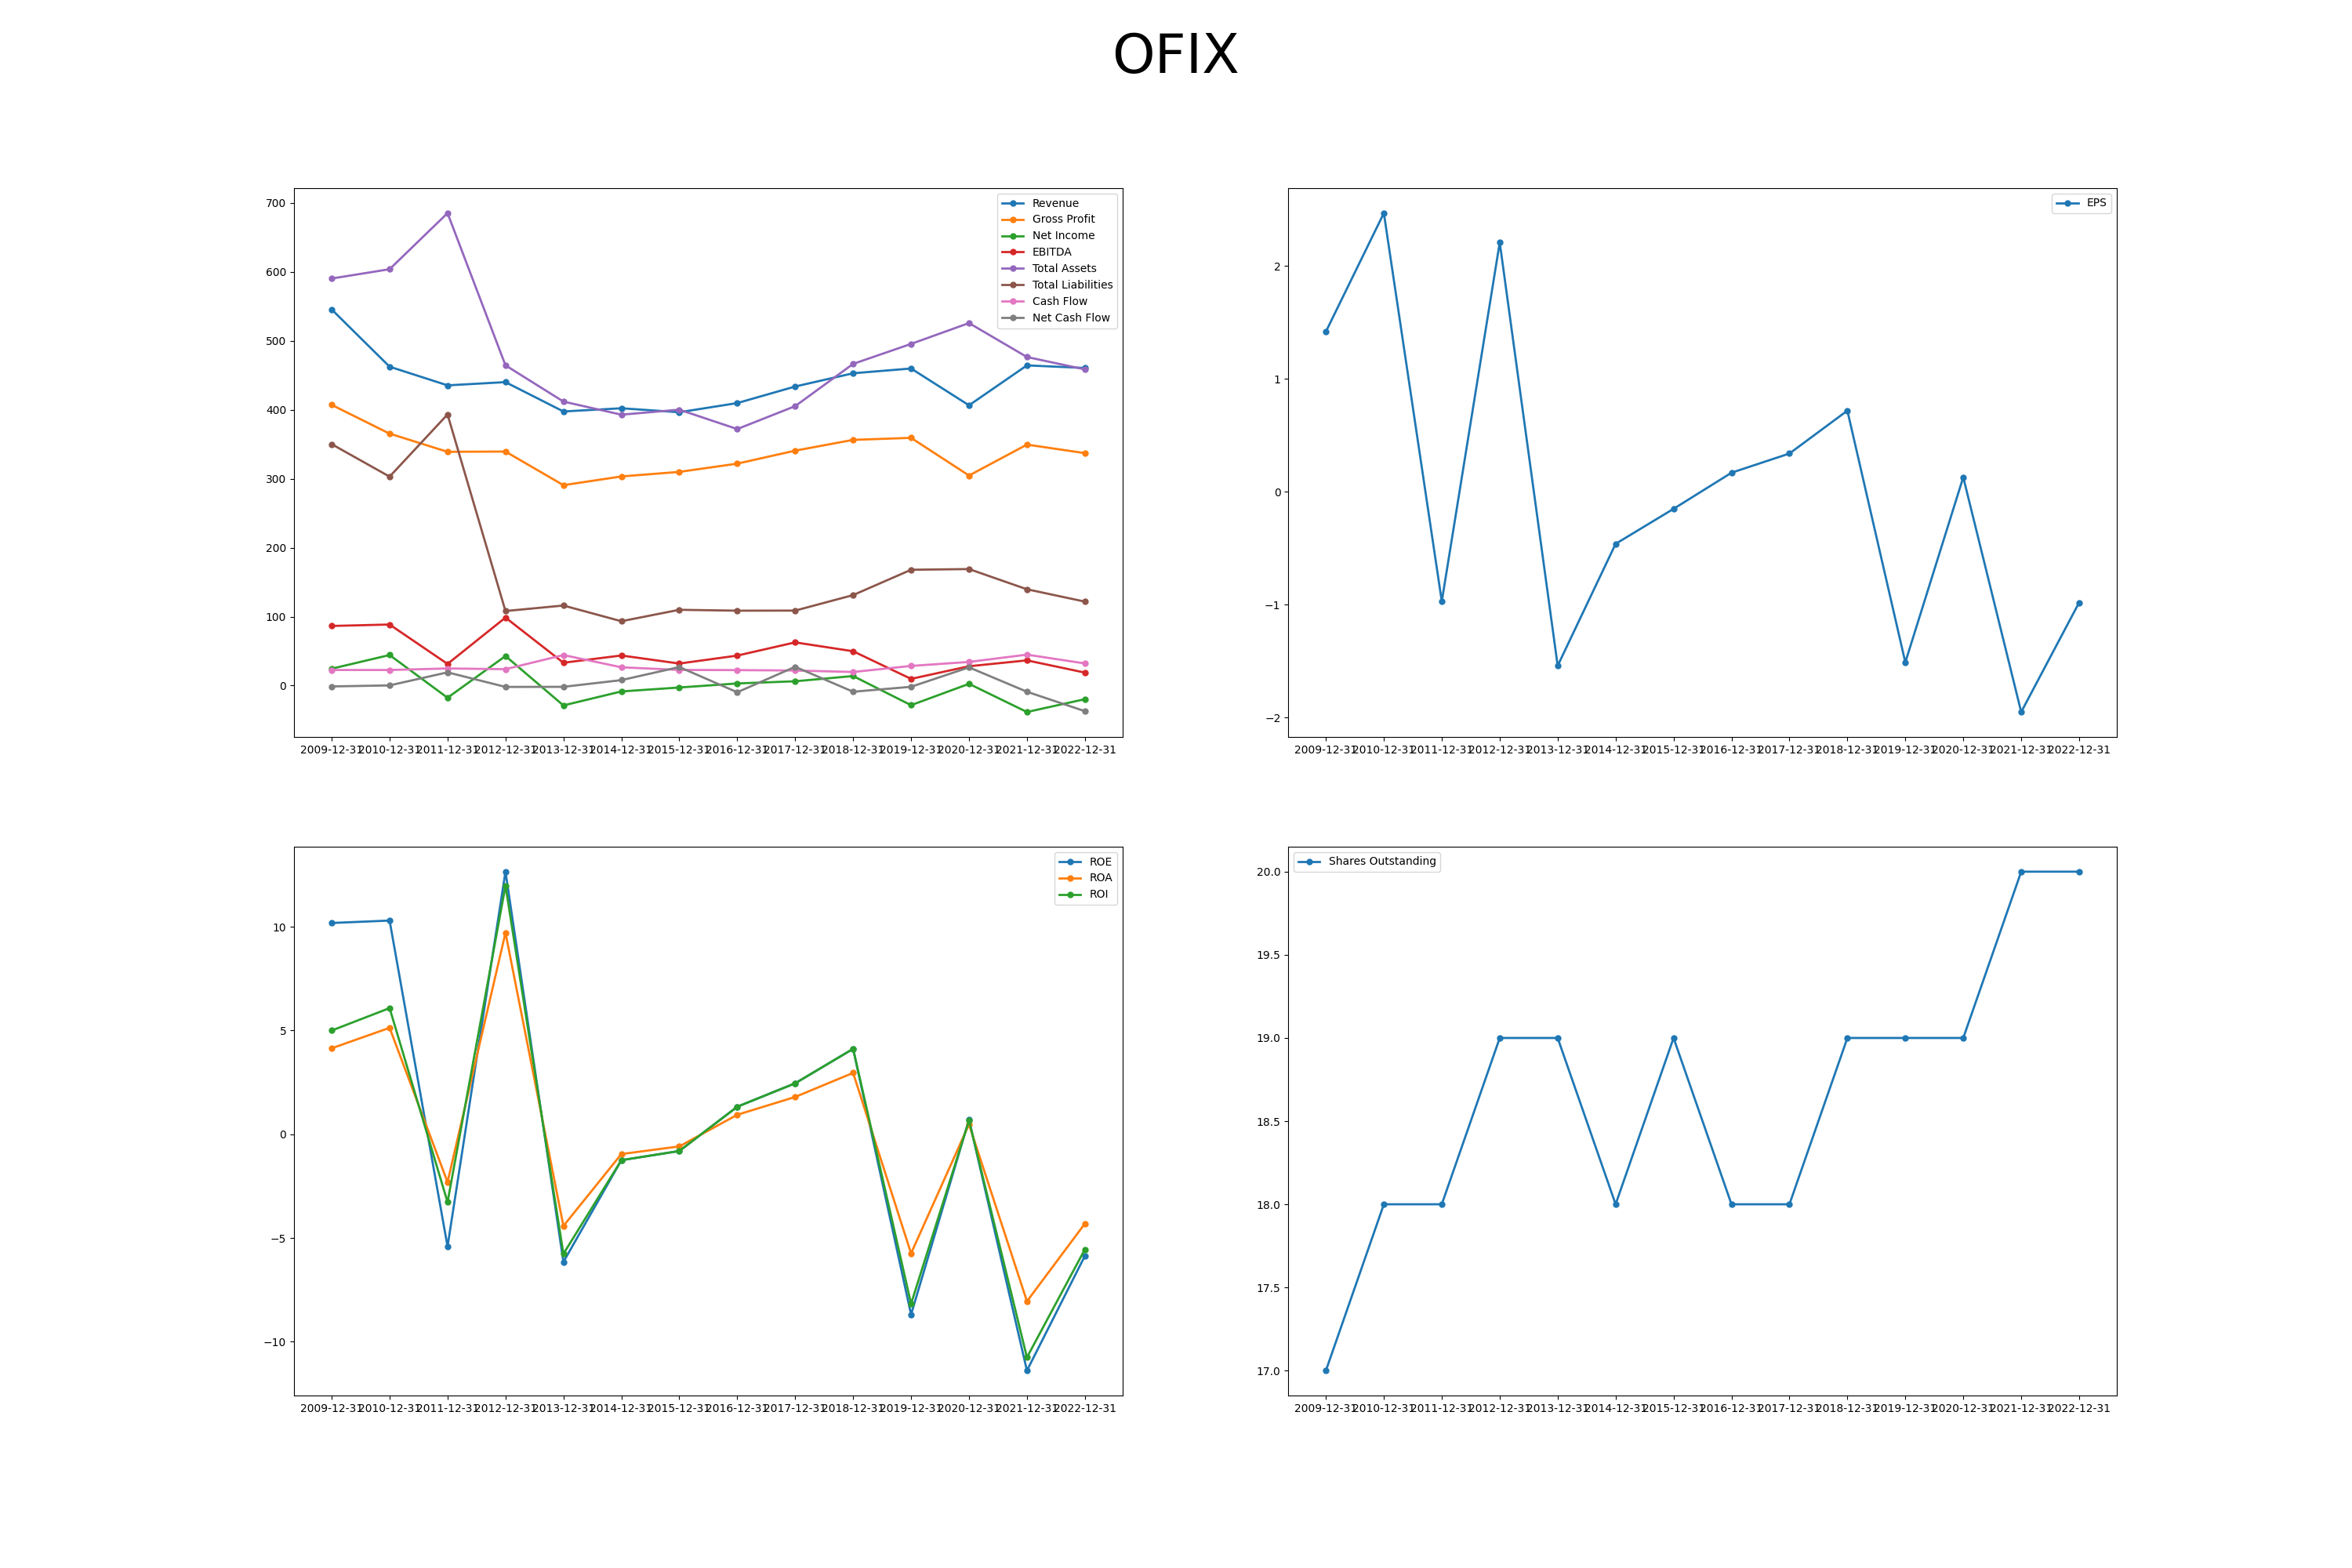 OFIX
700
600
500
400
300
200
100
0
Revenue
Gross Profit
Net Income
EBITDA
Total Assets
Total Liabilities
Cash Flow
Net Cash Flow
2009-12-31 2010-12-31 2011-12-31 2012-12-31 2013-12-31 2014-12-31 2015-12-31 2016-12-31 2017-12-31 2018-12-31 2019-12-31 2020-12-31 2021-12-31 2022-12-31
2
1
0
−1
−2
EPS
2009-12-31 2010-12-31 2011-12-31 2012-12-31 2013-12-31 2014-12-31 2015-12-31 2016-12-31 2017-12-31 2018-12-31 2019-12-31 2020-12-31 2021-12-31 2022-12-31
10
5
0
−5
−10
ROE
ROA
ROI
2009-12-31 2010-12-31 2011-12-31 2012-12-31 2013-12-31 2014-12-31 2015-12-31 2016-12-31 2017-12-31 2018-12-31 2019-12-31 2020-12-31 2021-12-31 2022-12-31
Shares Outstanding
20.0
19.5
19.0
18.5
18.0
17.5
17.0
2009-12-31 2010-12-31 2011-12-31 2012-12-31 2013-12-31 2014-12-31 2015-12-31 2016-12-31 2017-12-31 2018-12-31 2019-12-31 2020-12-31 2021-12-31 2022-12-31